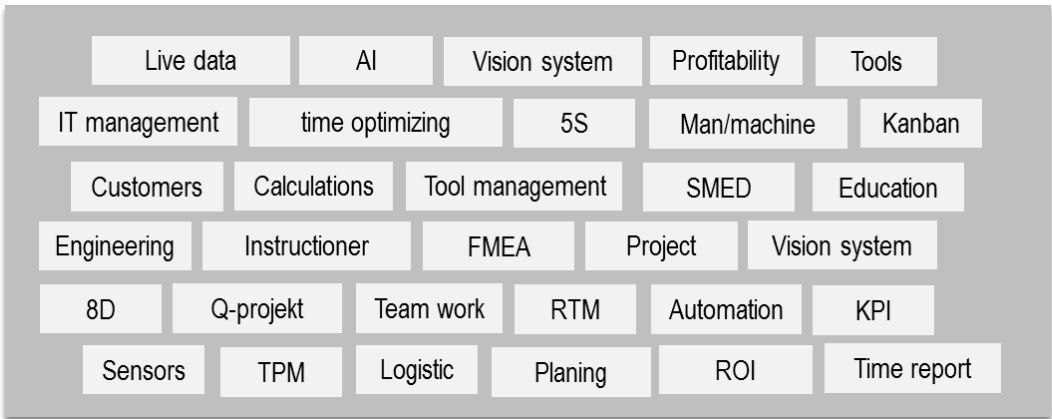 Live data AI Vision system Profitability Tools
IT management time optimizing 5S Man/machine Kanban
Customers Calculations Tool management SMED Education
Engineering Instructioner FMEA Project Vision system
8D Q-projekt Team work RTM Automation KPI
Sensors TPM Logistic Planing ROI Time report